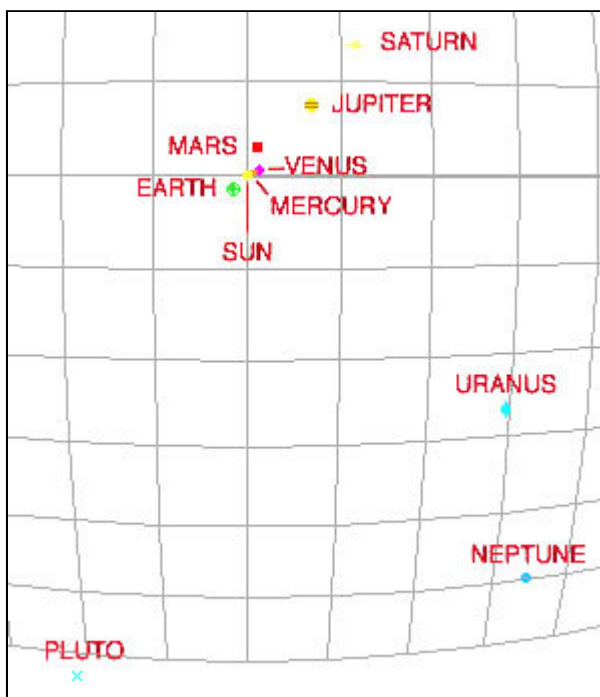 SATURN
JUPITER
MARS
VENUS
EARTH
MERCURY
SUN
URANUS
NEPTUNE
PLUTO